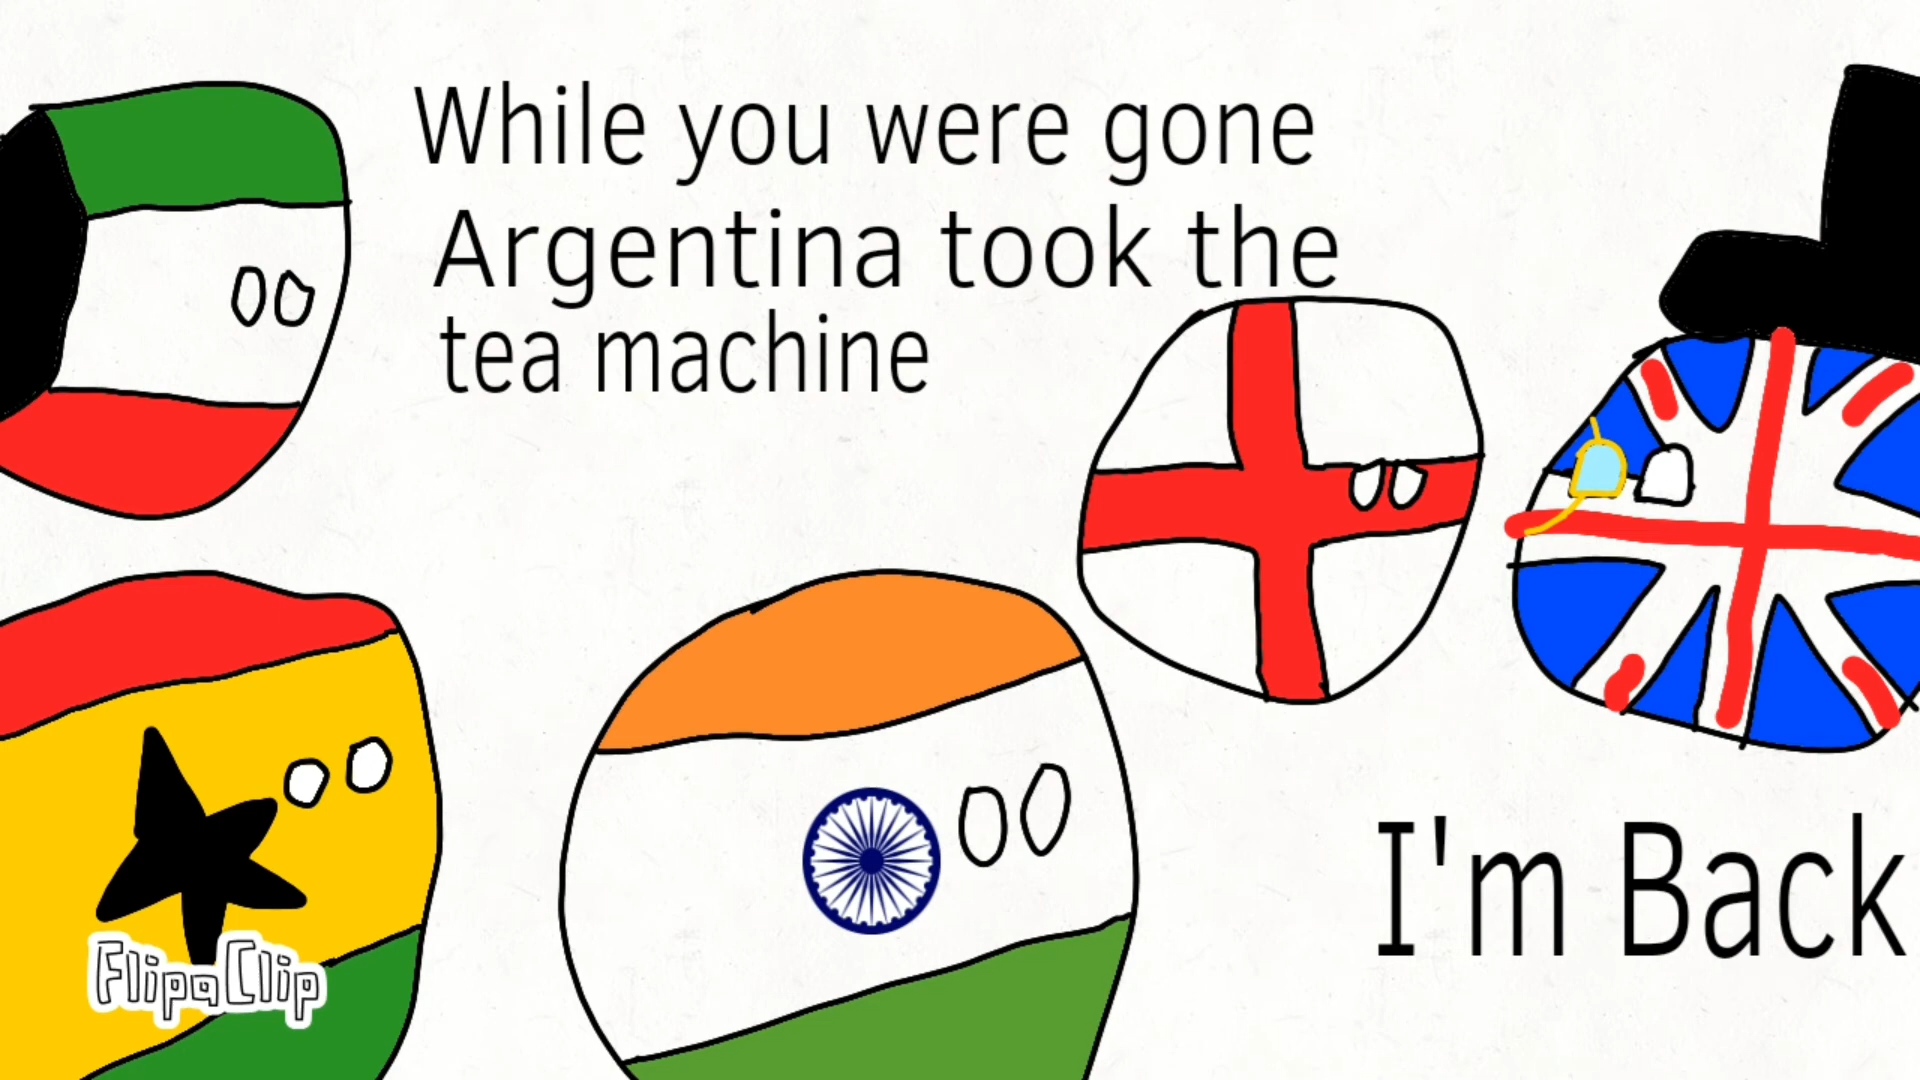 While you were gone
Argentina took the
tea machine
I'm Back
FlipaClip